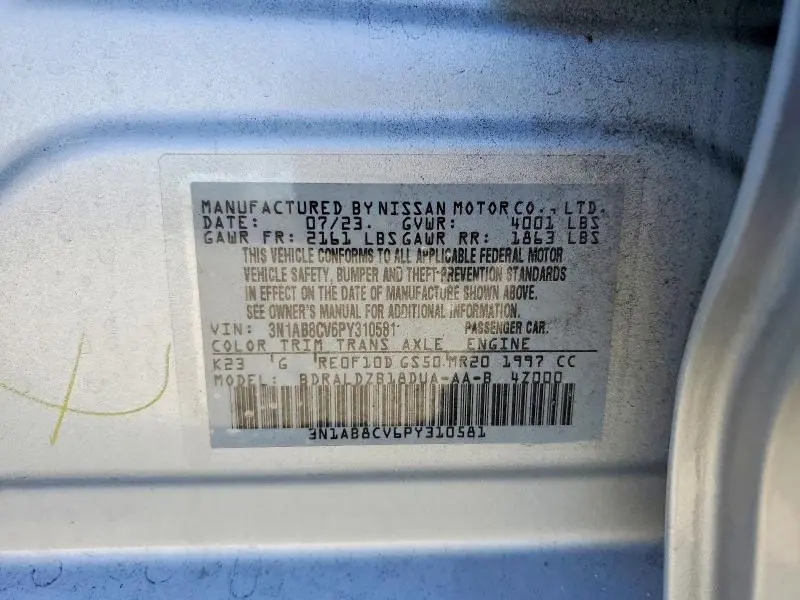 MANUFACTURED BY NISSAN MOTOR CO., LTD.
DATE: 07/23. GVWR: 4001 LBS
GAWR FR: 2161 LBS GAWR RR: 1863 LBS
THIS VEHICLE CONFORMS TO ALL APPLICABLE FEDERAL MOTOR
VEHICLE SAFETY, BUMPER AND THEFT-PREVENTION STANDARDS
IN EFFECT ON THE DATE OF MANUFACTURE SHOWN ABOVE.
SEE OWNER'S MANUAL FOR ADDITIONAL INFORMATION.
VIN: 3N1AB8CV6PY310581 PASSENGER CAR.
COLOR TRIM TRANS AXLE ENGINE
K23 G RE0F10D GS50 MR20 1997 CC
MODEL: BDRALDZB18DUA-AA-B 4Z000
3N1AB8CV6PY310581